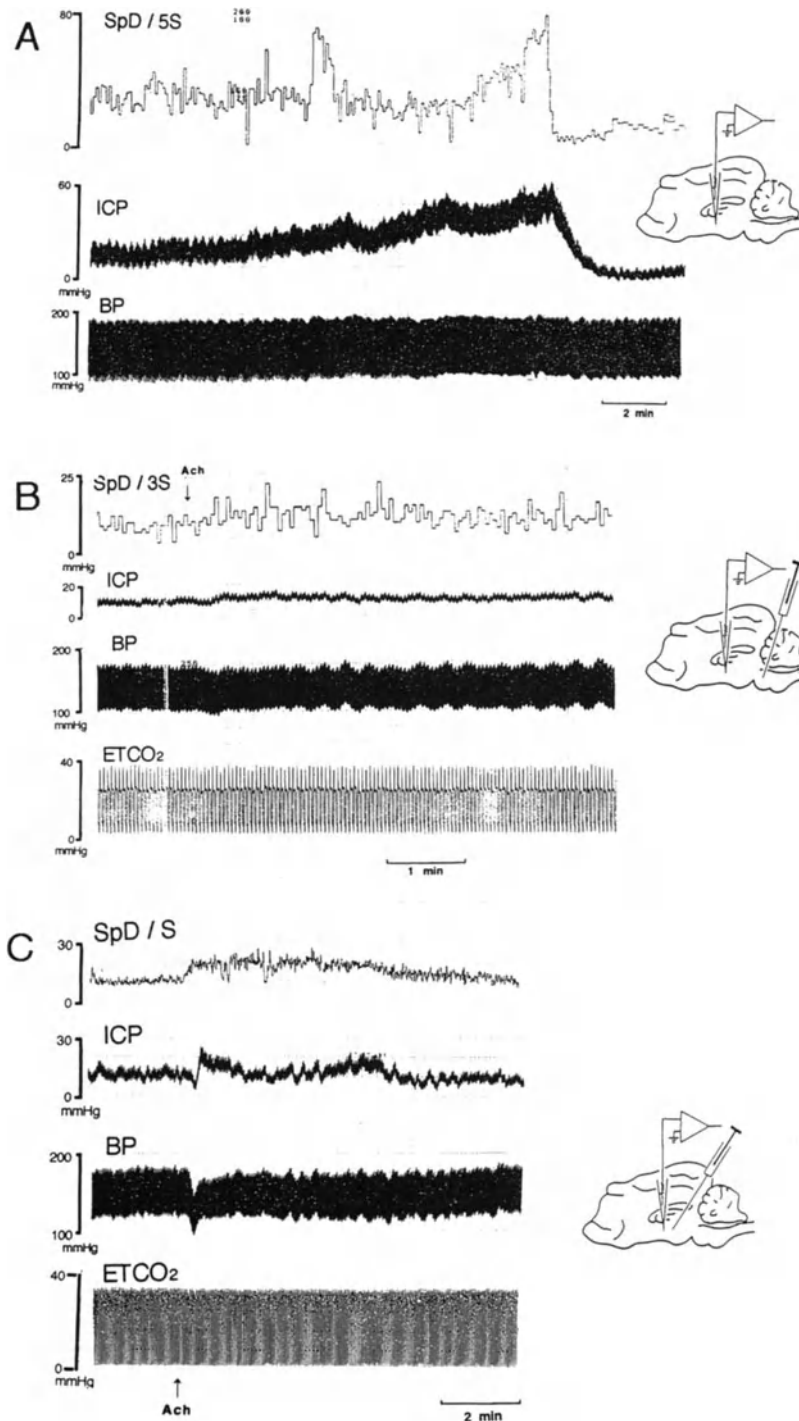 A
SpD / 5S
260
180
80
0
ICP
60
0
mmHg
BP
200
100
mmHg
2 min
B
SpD / 3S
Ach
↓
25
0
mmHg
ICP
20
0
BP
200
100
mmHg
ETCO₂
40
0
mmHg
1 min
C
SpD / S
30
0
ICP
30
0
mmHg
BP
200
100
mmHg
ETCO₂
40
0
mmHg
↑
Ach
2 min